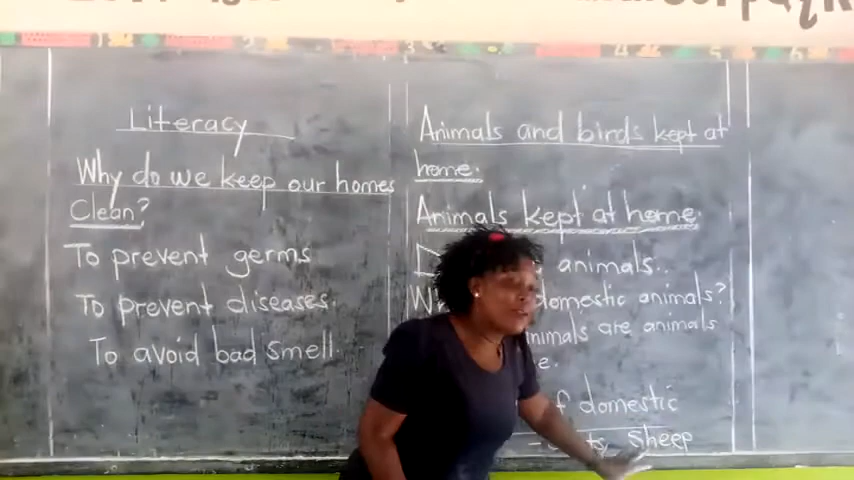 Literacy
Why do we keep our homes
Clean?
To prevent germs
To prevent diseases.
To avoid bad smell.
Animals and birds kept at
home.
Animals kept at home.
animals.
domestic animals?
animals are animals
domestic
Sheep